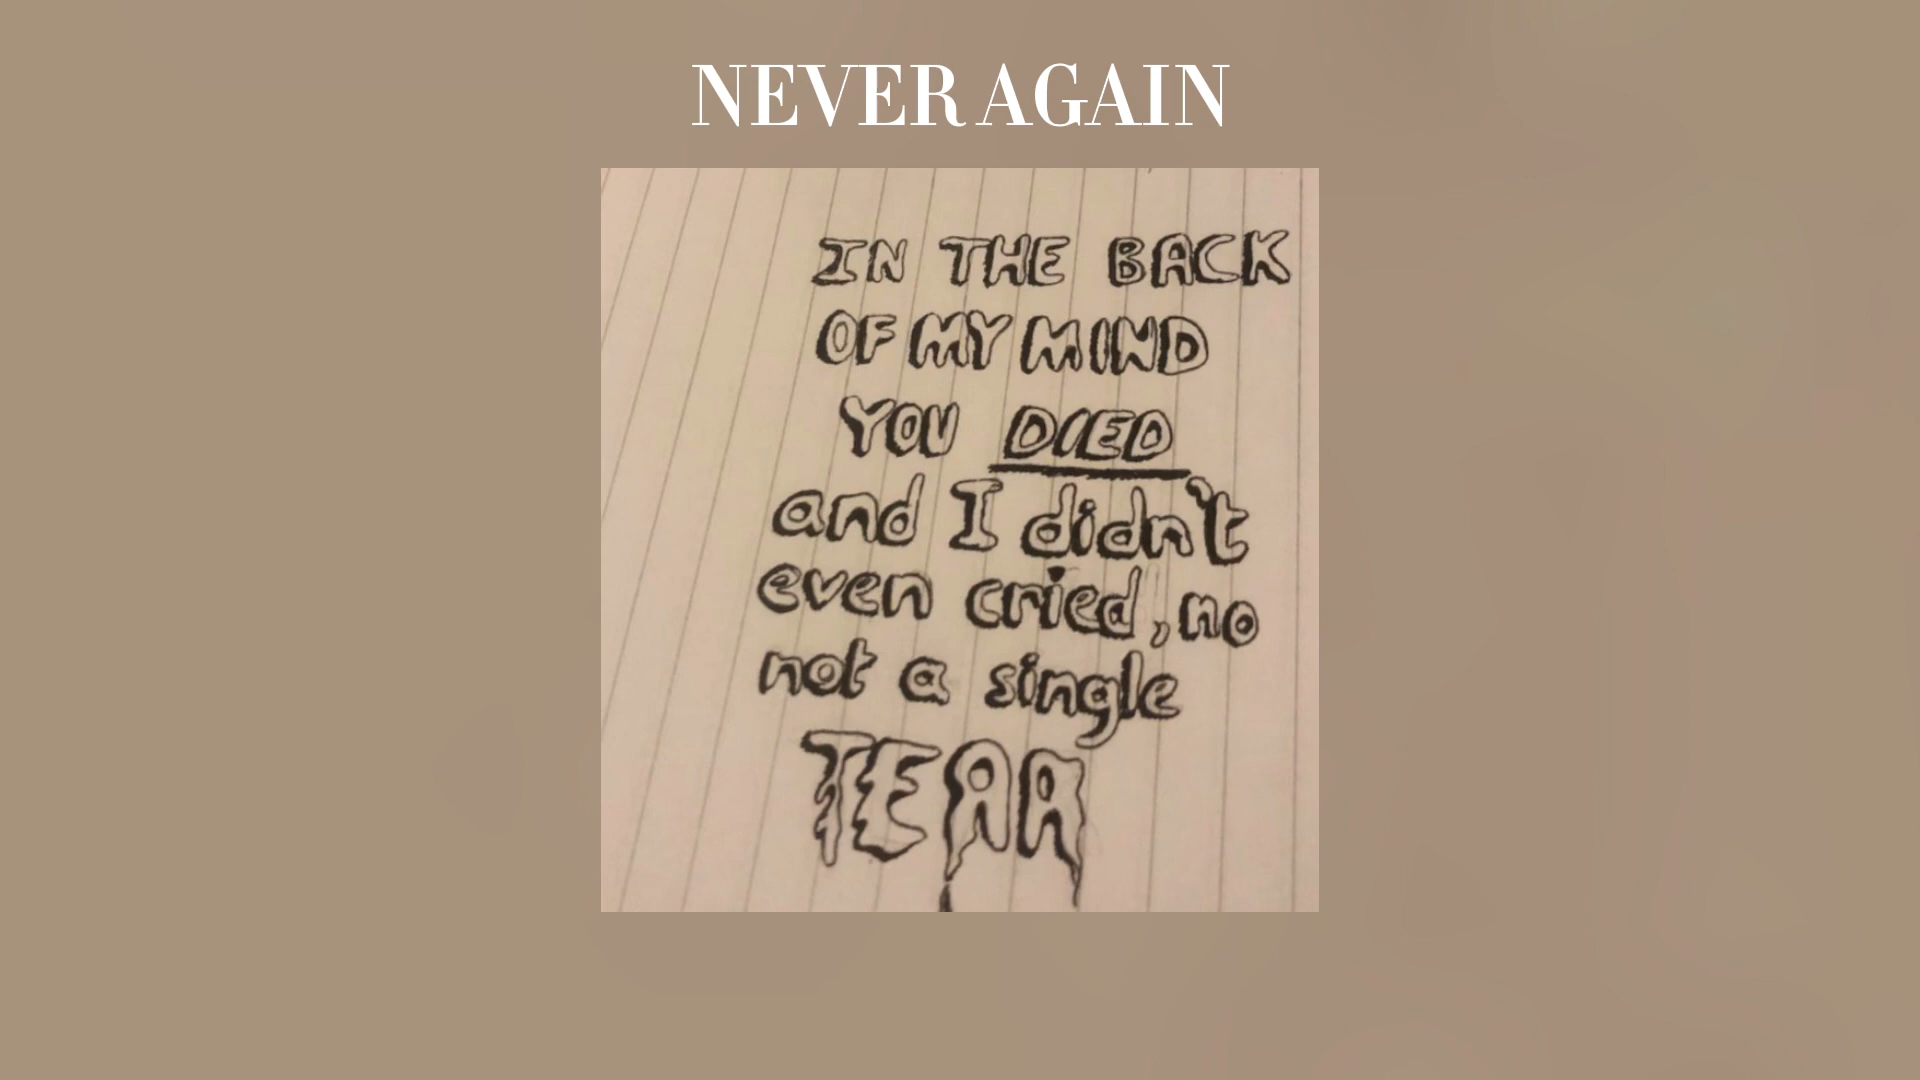 NEVER AGAIN
IN THE BACK
OF MY MIND
YOU DIED
and I didn't
even cried, no
not a single
TEAR